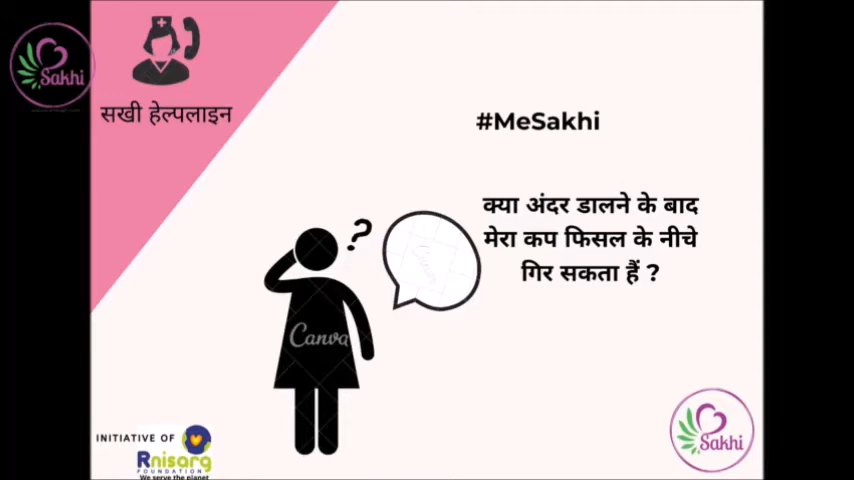 Sakhi
सखी हेल्पलाइन
#MeSakhi
क्या अंदर डालने के बाद
मेरा कप फिसल के नीचे
गिर सकता हैं ?
?
Canva
INITIATIVE OF
Rnisarg
FOUNDATION
We serve the planet
Sakhi